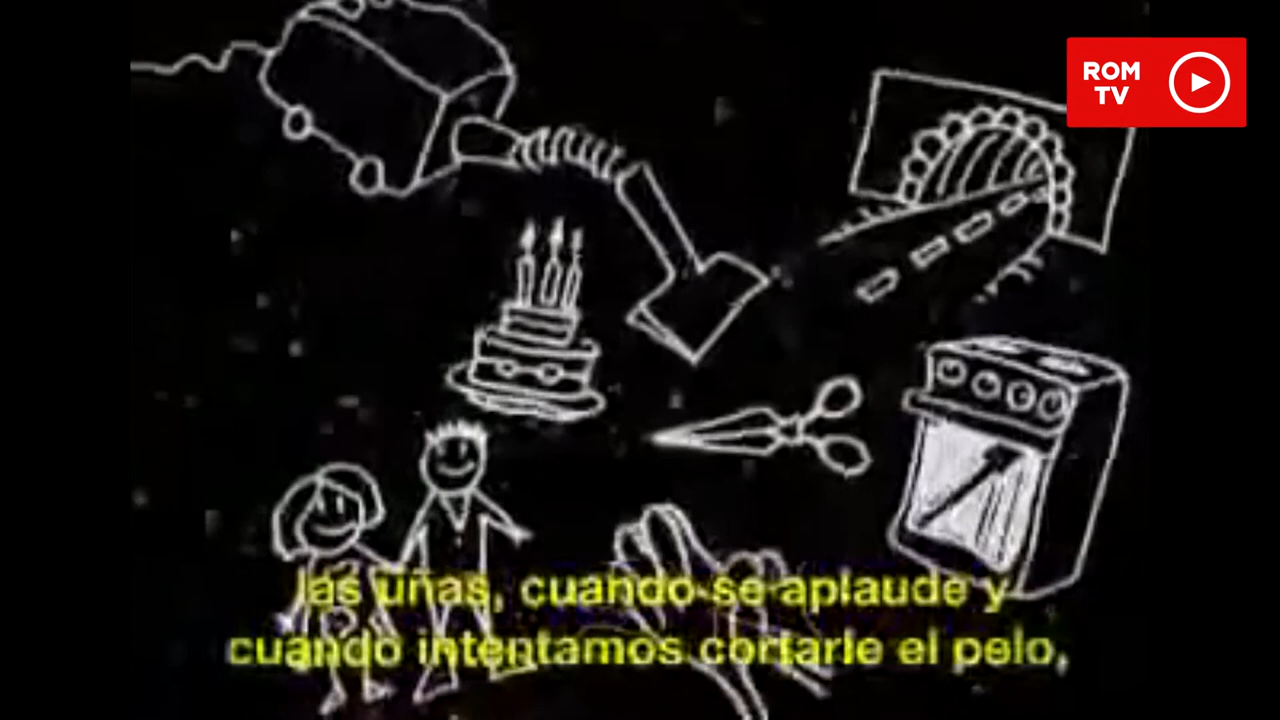 ROM
TV
las uñas, cuando se aplaude y
cuando intentamos cortarle el pelo,